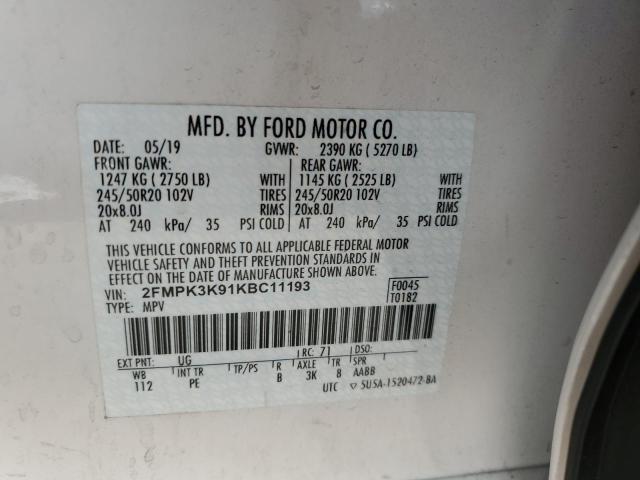 MFD. BY FORD MOTOR CO.
DATE: 05/19 GVWR: 2390 KG ( 5270 LB)
FRONT GAWR: REAR GAWR:
1247 KG ( 2750 LB) WITH 1145 KG ( 2525 LB) WITH
245/50R20 102V TIRES 245/50R20 102V TIRES
20x8.0J RIMS 20x8.0J RIMS
AT 240 kPa/ 35 PSI COLD AT 240 kPa/ 35 PSI COLD
THIS VEHICLE CONFORMS TO ALL APPLICABLE FEDERAL MOTOR
VEHICLE SAFETY AND THEFT PREVENTION STANDARDS IN
EFFECT ON THE DATE OF MANUFACTURE SHOWN ABOVE.
VIN: 2FMPK3K91KBC11193 F0045
TYPE: MPV T0182
EXT PNT: UG RC: 71 DSO:
WB INT TR TP/PS R AXLE TR SPR
112 PE B 3K 8 AABB
UTC ▽ 5U5A-1520472-BA